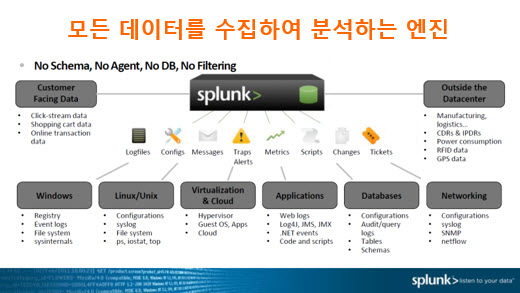 모든 데이터를 수집하여 분석하는 엔진
• No Schema, No Agent, No DB, No Filtering
Customer
Facing Data
• Click-stream data
• Shopping cart data
• Online transaction
data
splunk>
Outside the
Datacenter
• Manufacturing,
logistics...
• CDRs & IPDRs
• Power consumption
• RFID data
• GPS data
Logfiles
Configs
Messages
Traps
Alerts
Metrics
Scripts
Changes
Tickets
Windows
• Registry
• Event logs
• File system
• sysinternals
Linux/Unix
• Configurations
• syslog
• File system
• ps, iostat, top
Virtualization
& Cloud
• Hypervisor
• Guest OS, Apps
• Cloud
Applications
• Web logs
• Log4J, JMS, JMX
• .NET events
• Code and scripts
Databases
• Configurations
• Audit/query
logs
• Tables
• Schemas
Networking
• Configurations
• syslog
• SNMP
• netflow
splunk> listen to your data